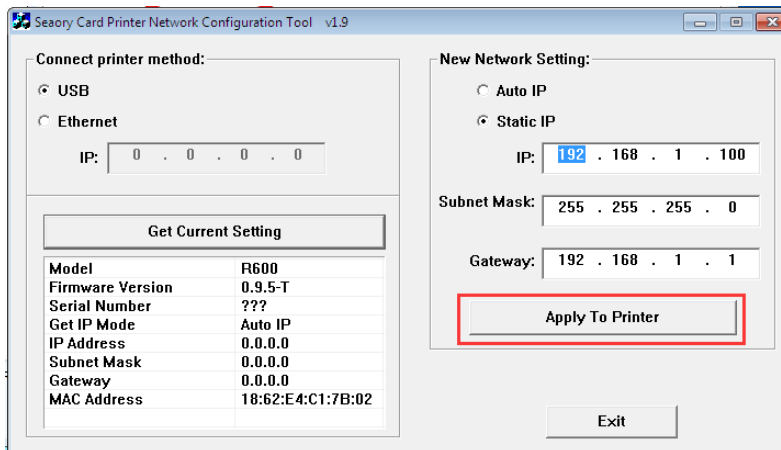 Seaory Card Printer Network Configuration Tool v1.9
Connect printer method:
USB
Ethernet
IP: 0 . 0 . 0 . 0
Get Current Setting
Model R600
Firmware Version 0.9.5-T
Serial Number ???
Get IP Mode Auto IP
IP Address 0.0.0.0
Subnet Mask 0.0.0.0
Gateway 0.0.0.0
MAC Address 18:62:E4:C1:7B:02
New Network Setting:
Auto IP
Static IP
IP: 192 . 168 . 1 . 100
Subnet Mask: 255 . 255 . 255 . 0
Gateway: 192 . 168 . 1 . 1
Apply To Printer
Exit